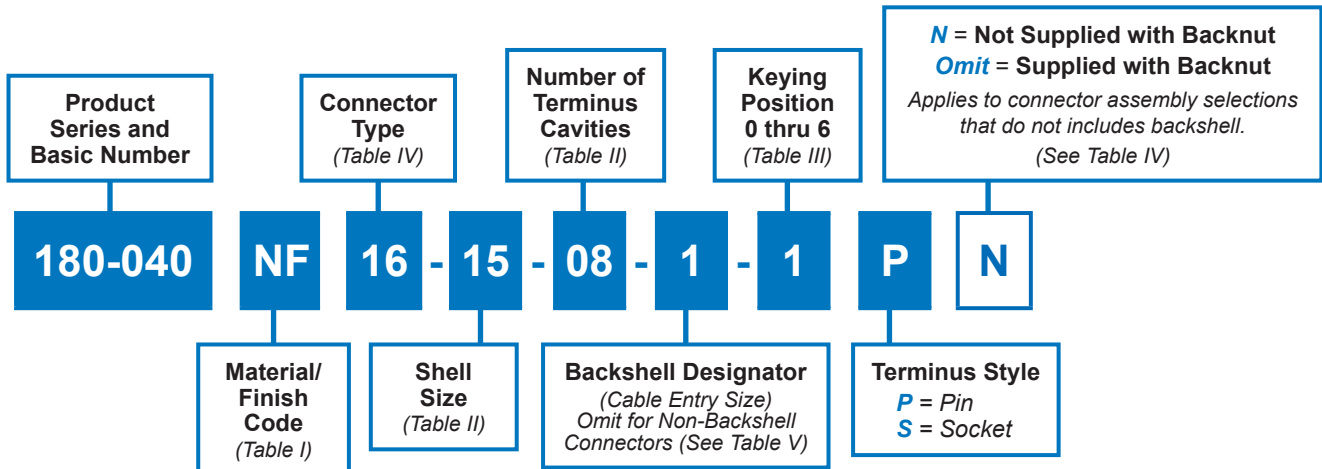 N = Not Supplied with Backnut
Omit = Supplied with Backnut
Applies to connector assembly selections
that do not includes backshell.
(See Table IV)
Product
Series and
Basic Number
Connector
Type
(Table IV)
Number of
Terminus
Cavities
(Table II)
Keying
Position
0 thru 6
(Table III)
180-040 NF 16 - 15 - 08 - 1 - 1 P N
Material/
Finish
Code
(Table I)
Shell
Size
(Table II)
Backshell Designator
(Cable Entry Size)
Omit for Non-Backshell
Connectors (See Table V)
Terminus Style
P = Pin
S = Socket